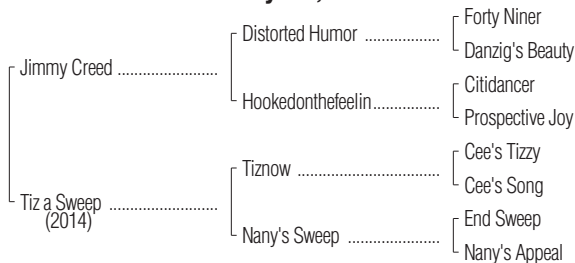 Forty Niner
Distorted Humor ..................
Danzig's Beauty
Jimmy Creed ........................
Citidancer
Hookedonthefeelin................
Prospective Joy
Cee's Tizzy
Tiznow ..................................
Cee's Song
Tiz a Sweep ..........................
(2014)
End Sweep
Nany's Sweep ......................
Nany's Appeal